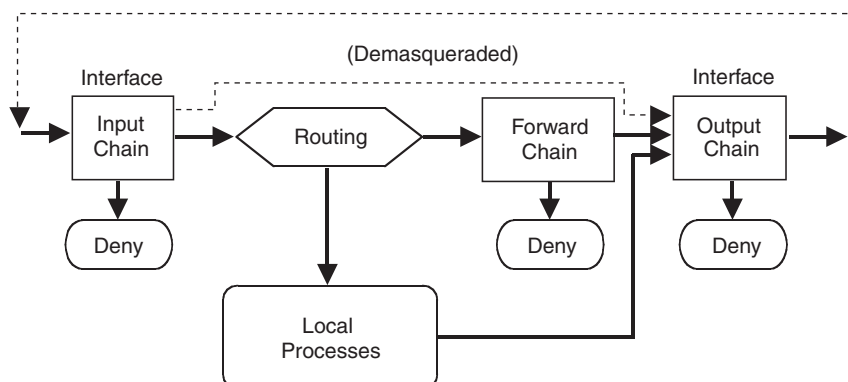 (Demasqueraded)
Interface
Interface
Input
Chain
Routing
Forward
Chain
Output
Chain
Deny
Deny
Deny
Local
Processes